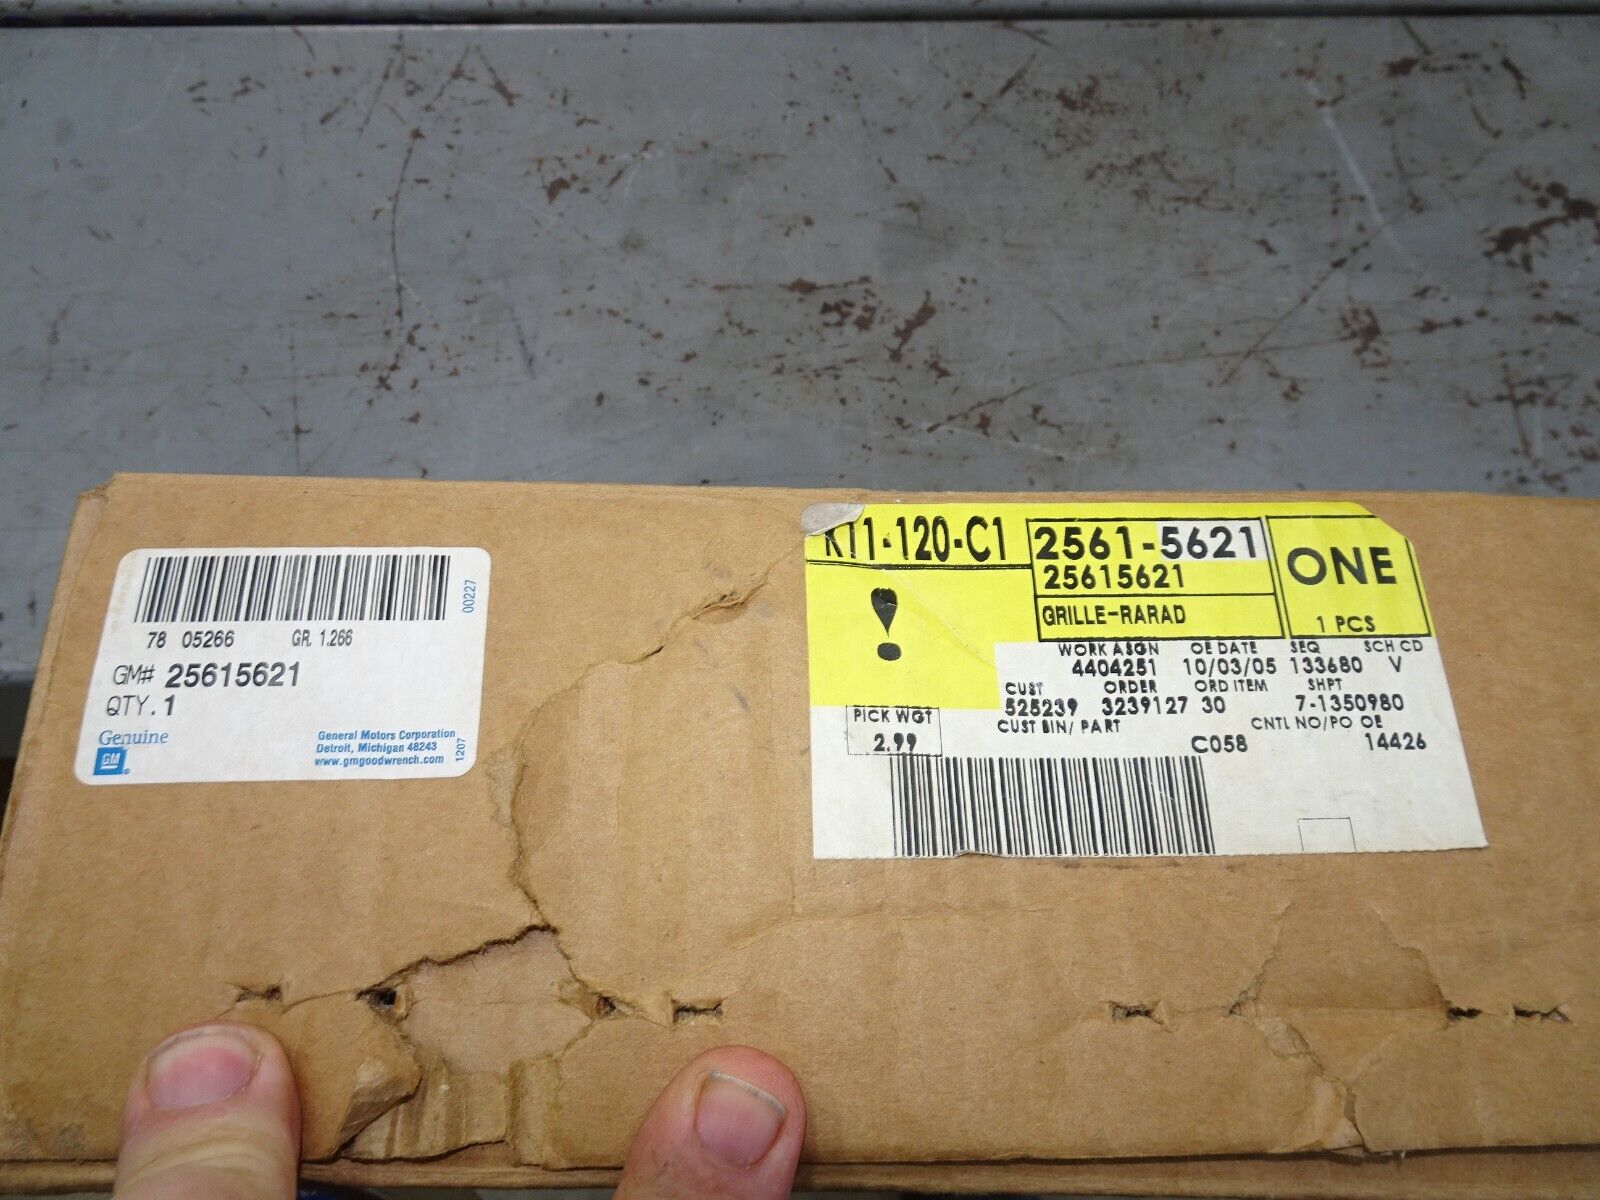 78 05266 GR. 1.266
GM# 25615621
QTY. 1
Genuine
GM
General Motors Corporation
Detroit, Michigan 48243
www.gmgoodwrench.com
00227
1207
K11-120-C1
2561-5621
25615621
GRILLE-RARAD
ONE
1 PCS
!
WORK ASGN OE DATE SEQ SCH CD
4404251 10/03/05 133680 V
CUST ORDER ORD ITEM SHPT
525239 3239127 30 7-1350980
CUST BIN/ PART CNTL NO/PO OE
C058 14426
PICK WGT
2.99